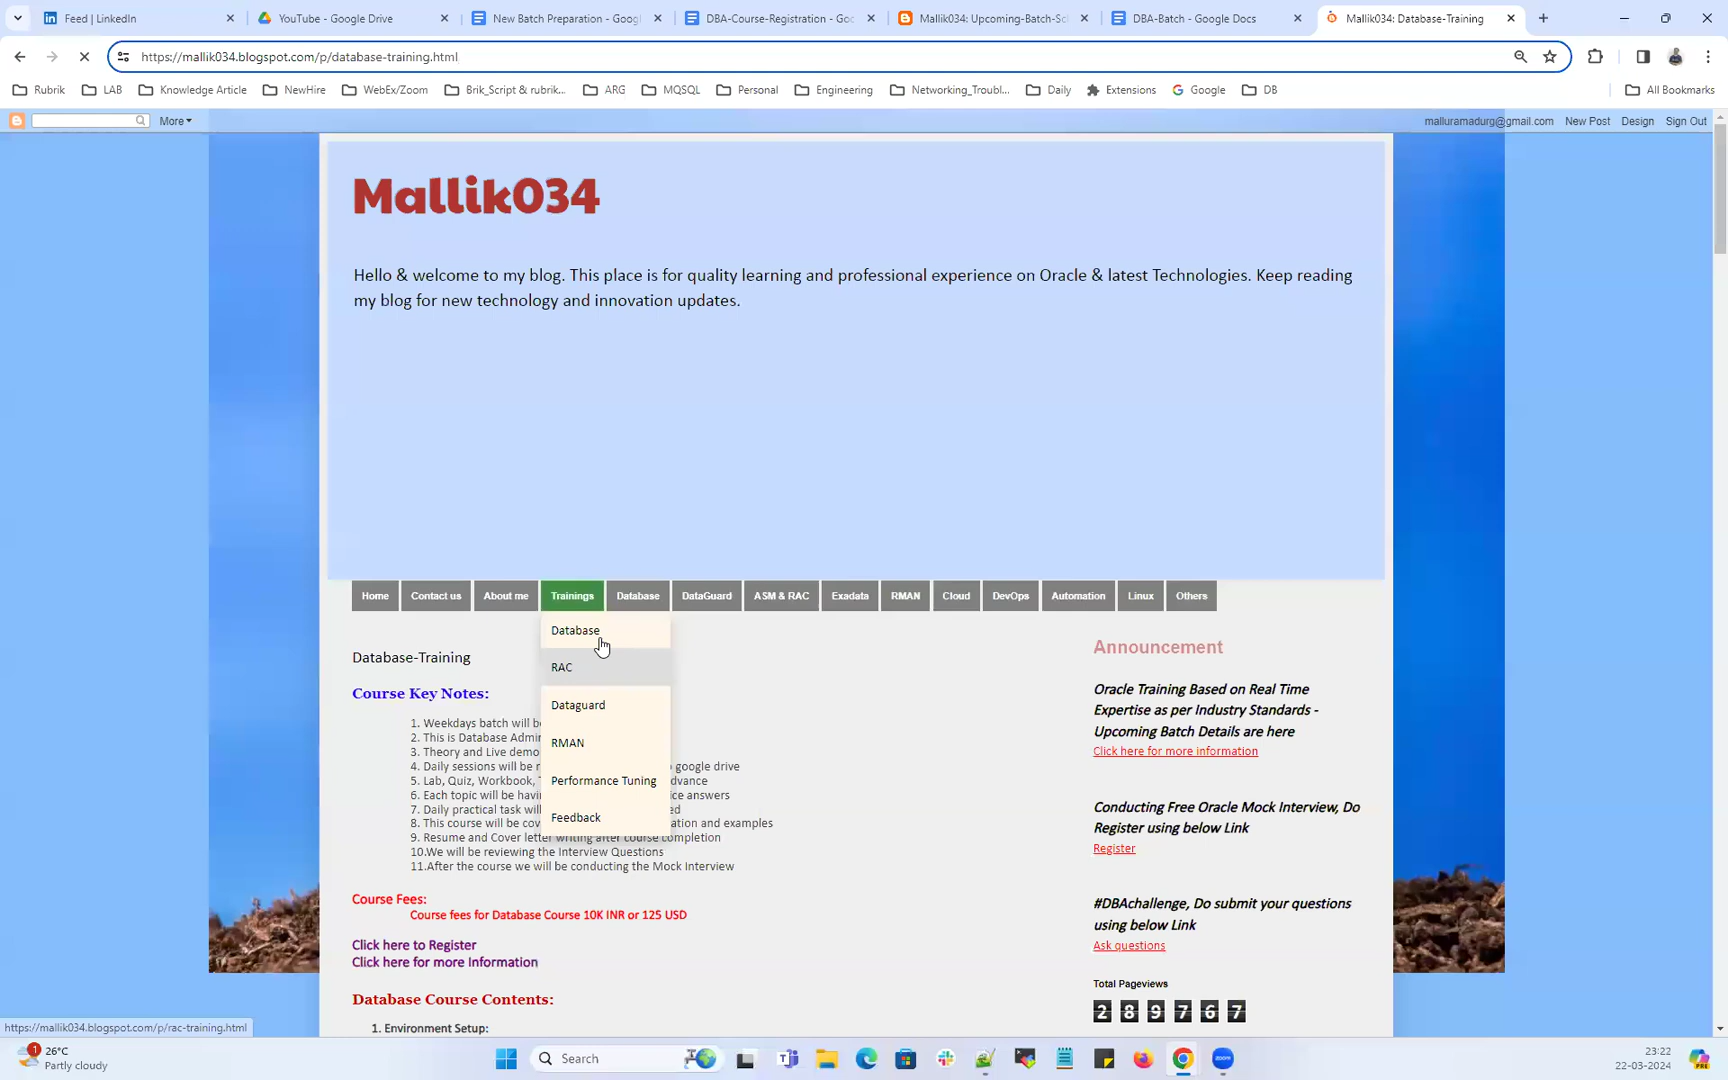 Feed | LinkedIn
YouTube - Google Drive
New Batch Preparation - Googl
DBA-Course-Registration - Goo
Mallik034: Upcoming-Batch-Sc
DBA-Batch - Google Docs
Mallik034: Database-Training
https://mallik034.blogspot.com/p/database-training.html
Rubrik
LAB
Knowledge Article
NewHire
WebEx/Zoom
Brik_Script & rubrik...
ARG
MQSQL
Personal
Engineering
Networking_Troubl...
Daily
Extensions
Google
DB
All Bookmarks
More
malluramadurg@gmail.com
New Post
Design
Sign Out
Mallik034
Hello & welcome to my blog. This place is for quality learning and professional experience on Oracle & latest Technologies. Keep reading
my blog for new technology and innovation updates.
Home
Contact us
About me
Trainings
Database
DataGuard
ASM & RAC
Exadata
RMAN
Cloud
DevOps
Automation
Linux
Others
Database
RAC
Dataguard
RMAN
Performance Tuning
Feedback
Database-Training
Course Key Notes:
1. Weekdays batch will b
2. This is Database Admi
3. Theory and Live demo
4. Daily sessions will be r google drive
5. Lab, Quiz, Workbook, dvance
6. Each topic will be havi ice answers
7. Daily practical task wil ed
8. This course will be cov ation and examples
9. Resume and Cover letter writing after course completion
10.We will be reviewing the Interview Questions
11.After the course we will be conducting the Mock Interview
Course Fees:
Course fees for Database Course 10K INR or 125 USD
Click here to Register
Click here for more Information
Database Course Contents:
1. Environment Setup:
Announcement
Oracle Training Based on Real Time
Expertise as per Industry Standards -
Upcoming Batch Details are here
Click here for more information
Conducting Free Oracle Mock Interview, Do
Register using below Link
Register
#DBAchallenge, Do submit your questions
using below Link
Ask questions
Total Pageviews
289767
https://mallik034.blogspot.com/p/rac-training.html
1
26°C
Partly cloudy
Search
zoom
23:22
22-03-2024
PRE